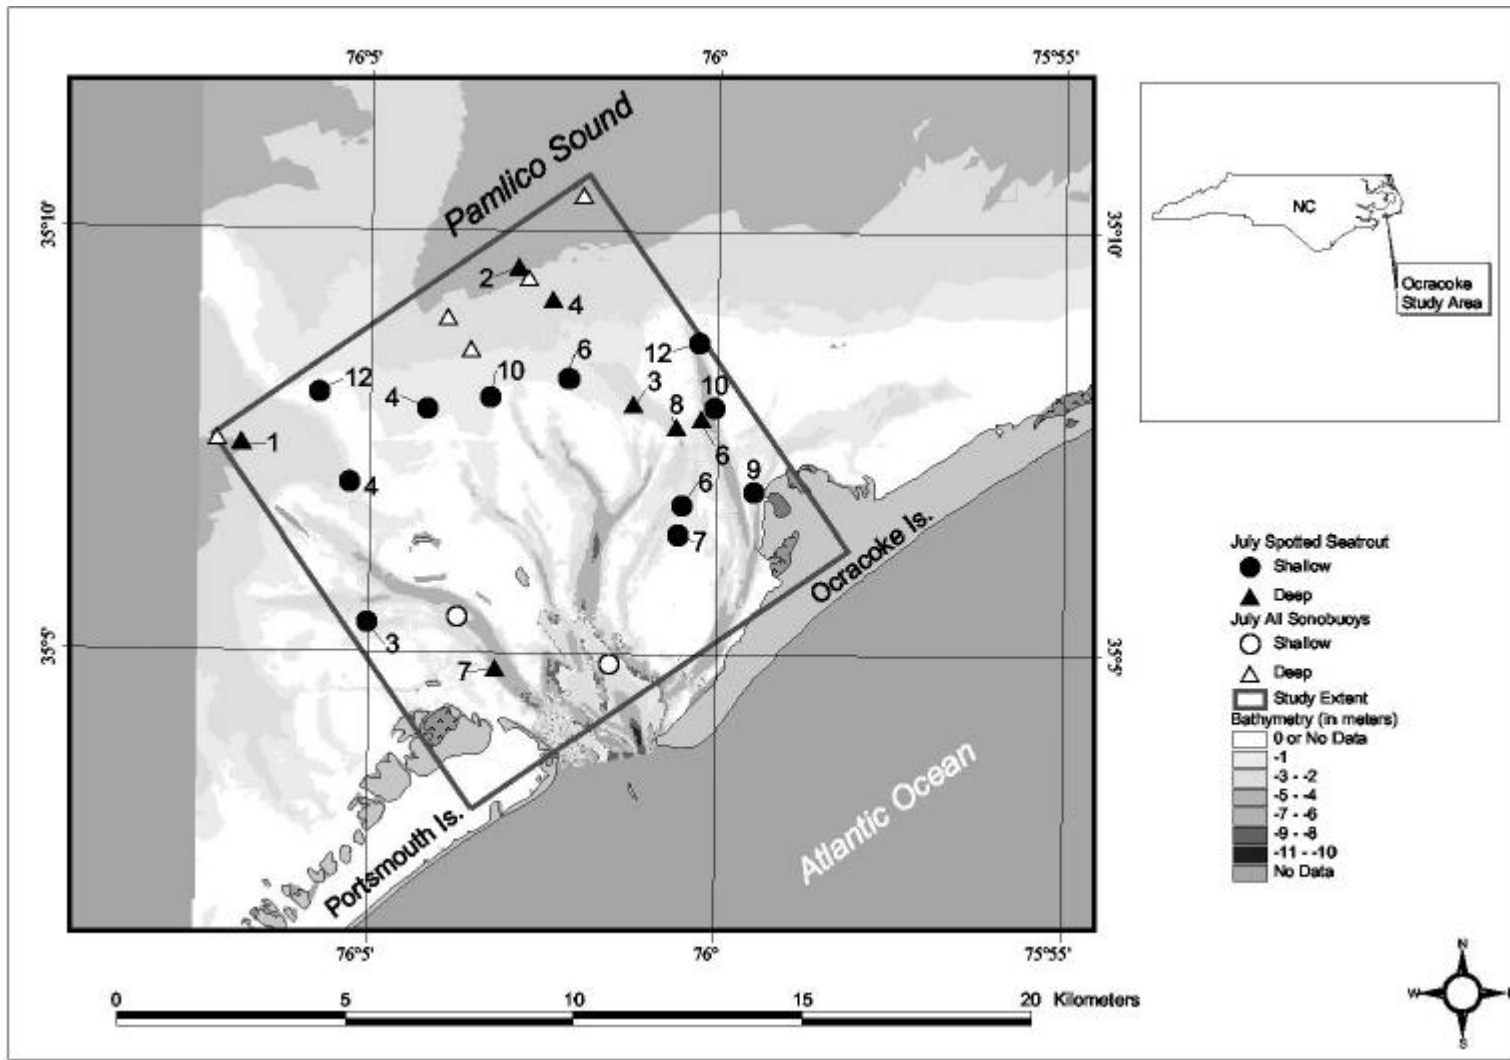 76°5'
76°
75°55'
Pamlico Sound
35°10'
35°10'
NC
Ocracoke
Study Area
2
4
6
12
12
10
3
10
4
8
1
6
9
4
6
7
Ocracoke Is.
3
7
35°5'
35°5'
Portsmouth Is.
Atlantic Ocean
76°5'
76°
75°55'
July Spotted Seatrout
Shallow
Deep
July All Sonobuoys
Shallow
Deep
Study Extent
Bathymetry (in meters)
0 or No Data
-1
-3 - -2
-5 - -4
-7 - -6
-9 - -8
-11 - -10
No Data
0 5 10 15 20 Kilometers
N
W E
S